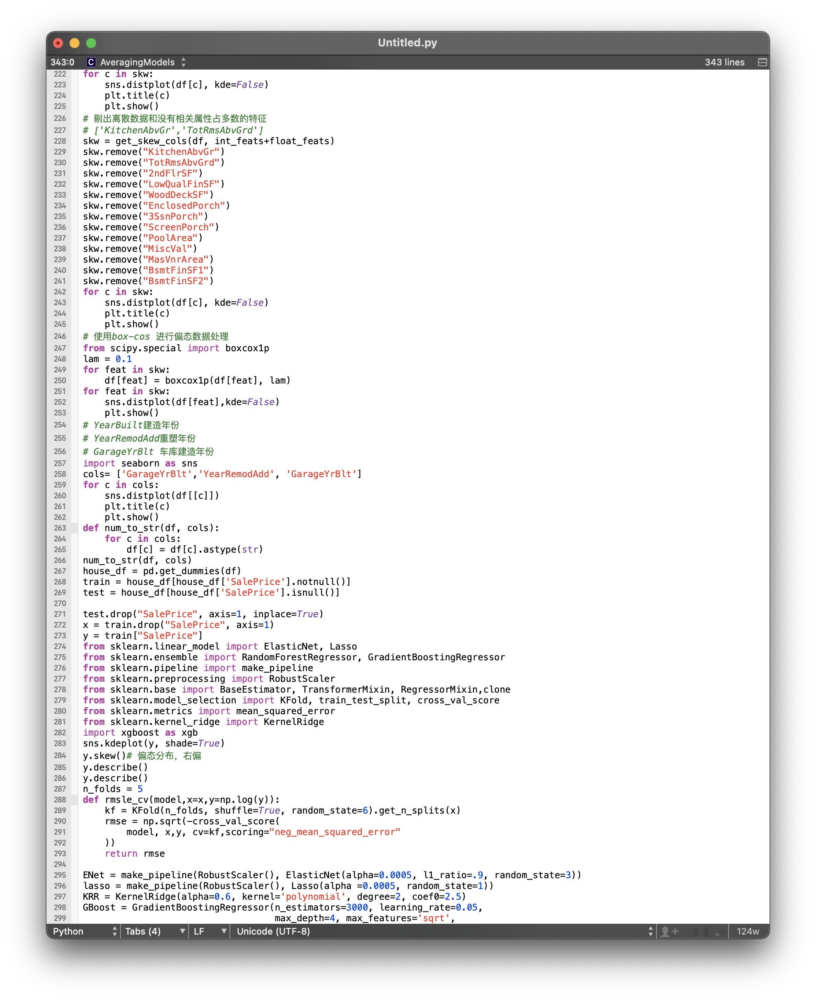 Untitled.py
343:0 C AveragingModels 343 lines
222 for c in skw:
223     sns.distplot(df[c], kde=False)
224     plt.title(c)
225     plt.show()
226 # 剔出离散数据和没有相关属性占多数的特征
227 # ['KitchenAbvGr','TotRmsAbvGrd']
228 skw = get_skew_cols(df, int_feats+float_feats)
229 skw.remove("KitchenAbvGr")
230 skw.remove("TotRmsAbvGrd")
231 skw.remove("2ndFlrSF")
232 skw.remove("LowQualFinSF")
233 skw.remove("WoodDeckSF")
234 skw.remove("EnclosedPorch")
235 skw.remove("3SsnPorch")
236 skw.remove("ScreenPorch")
237 skw.remove("PoolArea")
238 skw.remove("MiscVal")
239 skw.remove("MasVnrArea")
240 skw.remove("BsmtFinSF1")
241 skw.remove("BsmtFinSF2")
242 for c in skw:
243     sns.distplot(df[c], kde=False)
244     plt.title(c)
245     plt.show()
246 # 使用box-cos 进行偏态数据处理
247 from scipy.special import boxcox1p
248 lam = 0.1
249 for feat in skw:
250     df[feat] = boxcox1p(df[feat], lam)
251 for feat in skw:
252     sns.distplot(df[feat],kde=False)
253     plt.show()
254 # YearBuilt建造年份
255 # YearRemodAdd重塑年份
256 # GarageYrBlt 车库建造年份
257 import seaborn as sns
258 cols= ['GarageYrBlt','YearRemodAdd', 'GarageYrBlt']
259 for c in cols:
260     sns.distplot(df[[c]])
261     plt.title(c)
262     plt.show()
263 def num_to_str(df, cols):
264     for c in cols:
265         df[c] = df[c].astype(str)
266 num_to_str(df, cols)
267 house_df = pd.get_dummies(df)
268 train = house_df[house_df['SalePrice'].notnull()]
269 test = house_df[house_df['SalePrice'].isnull()]
270
271 test.drop("SalePrice", axis=1, inplace=True)
272 x = train.drop("SalePrice", axis=1)
273 y = train["SalePrice"]
274 from sklearn.linear_model import ElasticNet, Lasso
275 from sklearn.ensemble import RandomForestRegressor, GradientBoostingRegressor
276 from sklearn.pipeline import make_pipeline
277 from sklearn.preprocessing import RobustScaler
278 from sklearn.base import BaseEstimator, TransformerMixin, RegressorMixin,clone
279 from sklearn.model_selection import KFold, train_test_split, cross_val_score
280 from sklearn.metrics import mean_squared_error
281 from sklearn.kernel_ridge import KernelRidge
282 import xgboost as xgb
283 sns.kdeplot(y, shade=True)
284 y.skew()# 偏态分布，右偏
285 y.describe()
286 y.describe()
287 n_folds = 5
288 def rmsle_cv(model,x=x,y=np.log(y)):
289     kf = KFold(n_folds, shuffle=True, random_state=6).get_n_splits(x)
290     rmse = np.sqrt(-cross_val_score(
291         model, x,y, cv=kf,scoring="neg_mean_squared_error"
292     ))
293     return rmse
294
295 ENet = make_pipeline(RobustScaler(), ElasticNet(alpha=0.0005, l1_ratio=.9, random_state=3))
296 lasso = make_pipeline(RobustScaler(), Lasso(alpha =0.0005, random_state=1))
297 KRR = KernelRidge(alpha=0.6, kernel='polynomial', degree=2, coef0=2.5)
298 GBoost = GradientBoostingRegressor(n_estimators=3000, learning_rate=0.05,
299                                    max_depth=4, max_features='sqrt',
Python Tabs (4) LF Unicode (UTF-8) 124w